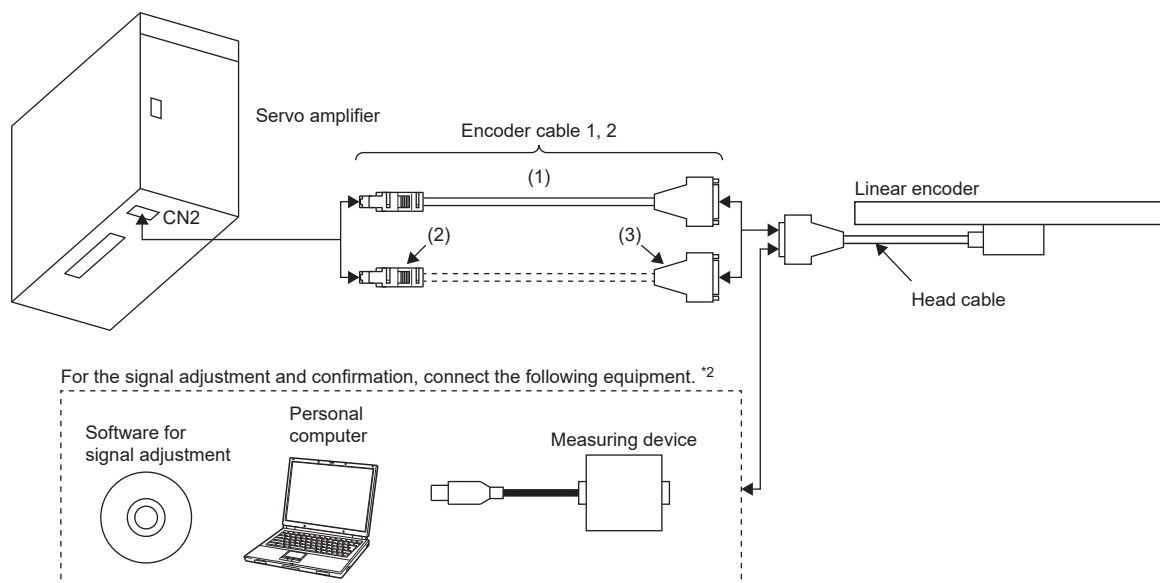 Servo amplifier
CN2
Encoder cable 1, 2
(1)
(2)
(3)
Linear encoder
Head cable
For the signal adjustment and confirmation, connect the following equipment. *2
Software for
signal adjustment
Personal
computer
Measuring device